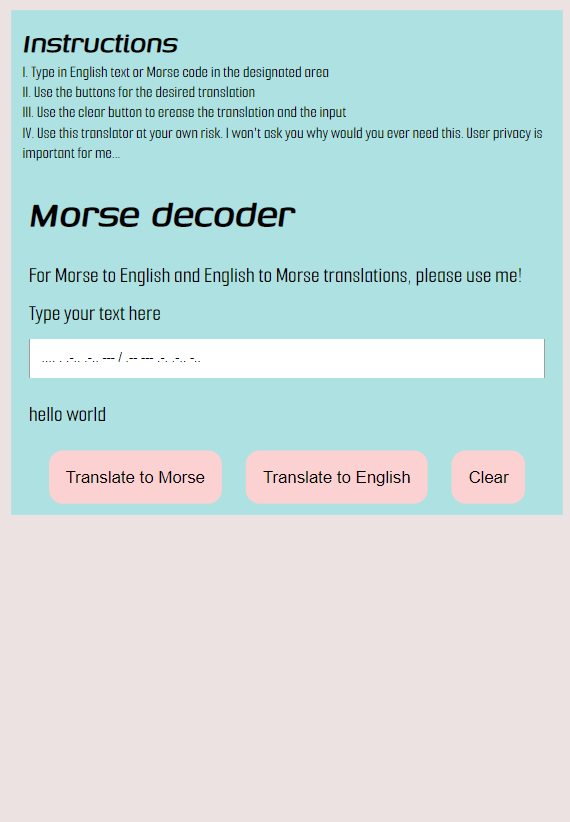 Instructions
I. Type in English text or Morse code in the designated area
II. Use the buttons for the desired translation
III. Use the clear button to erease the translation and the input
IV. Use this translator at your own risk. I won't ask you why would you ever need this. User privacy is
important for me...
Morse decoder
For Morse to English and English to Morse translations, please use me!
Type your text here
.... . .-.. .-.. --- / .-- --- .-. .-.. -..
hello world
Translate to Morse
Translate to English
Clear